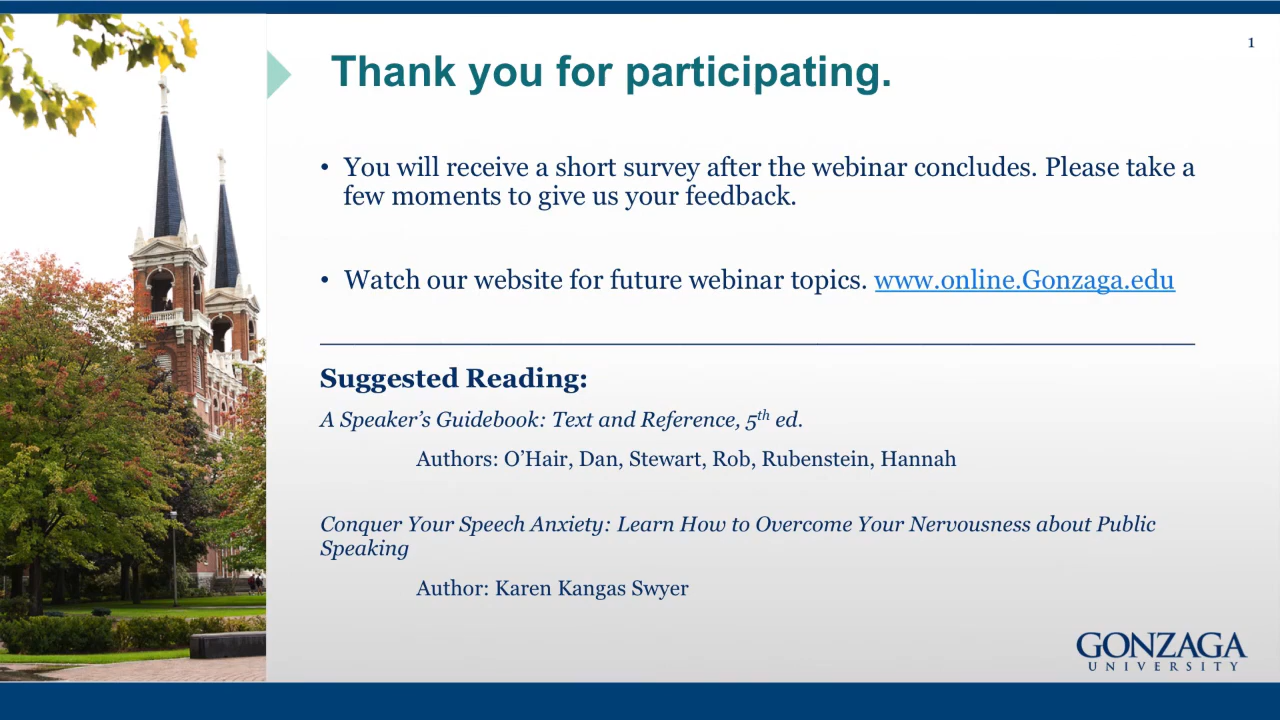 1
Thank you for participating.
• You will receive a short survey after the webinar concludes. Please take a
few moments to give us your feedback.
• Watch our website for future webinar topics. www.online.Gonzaga.edu
Suggested Reading:
A Speaker’s Guidebook: Text and Reference, 5th ed.
Authors: O’Hair, Dan, Stewart, Rob, Rubenstein, Hannah
Conquer Your Speech Anxiety: Learn How to Overcome Your Nervousness about Public
Speaking
Author: Karen Kangas Swyer
GONZAGA
UNIVERSITY